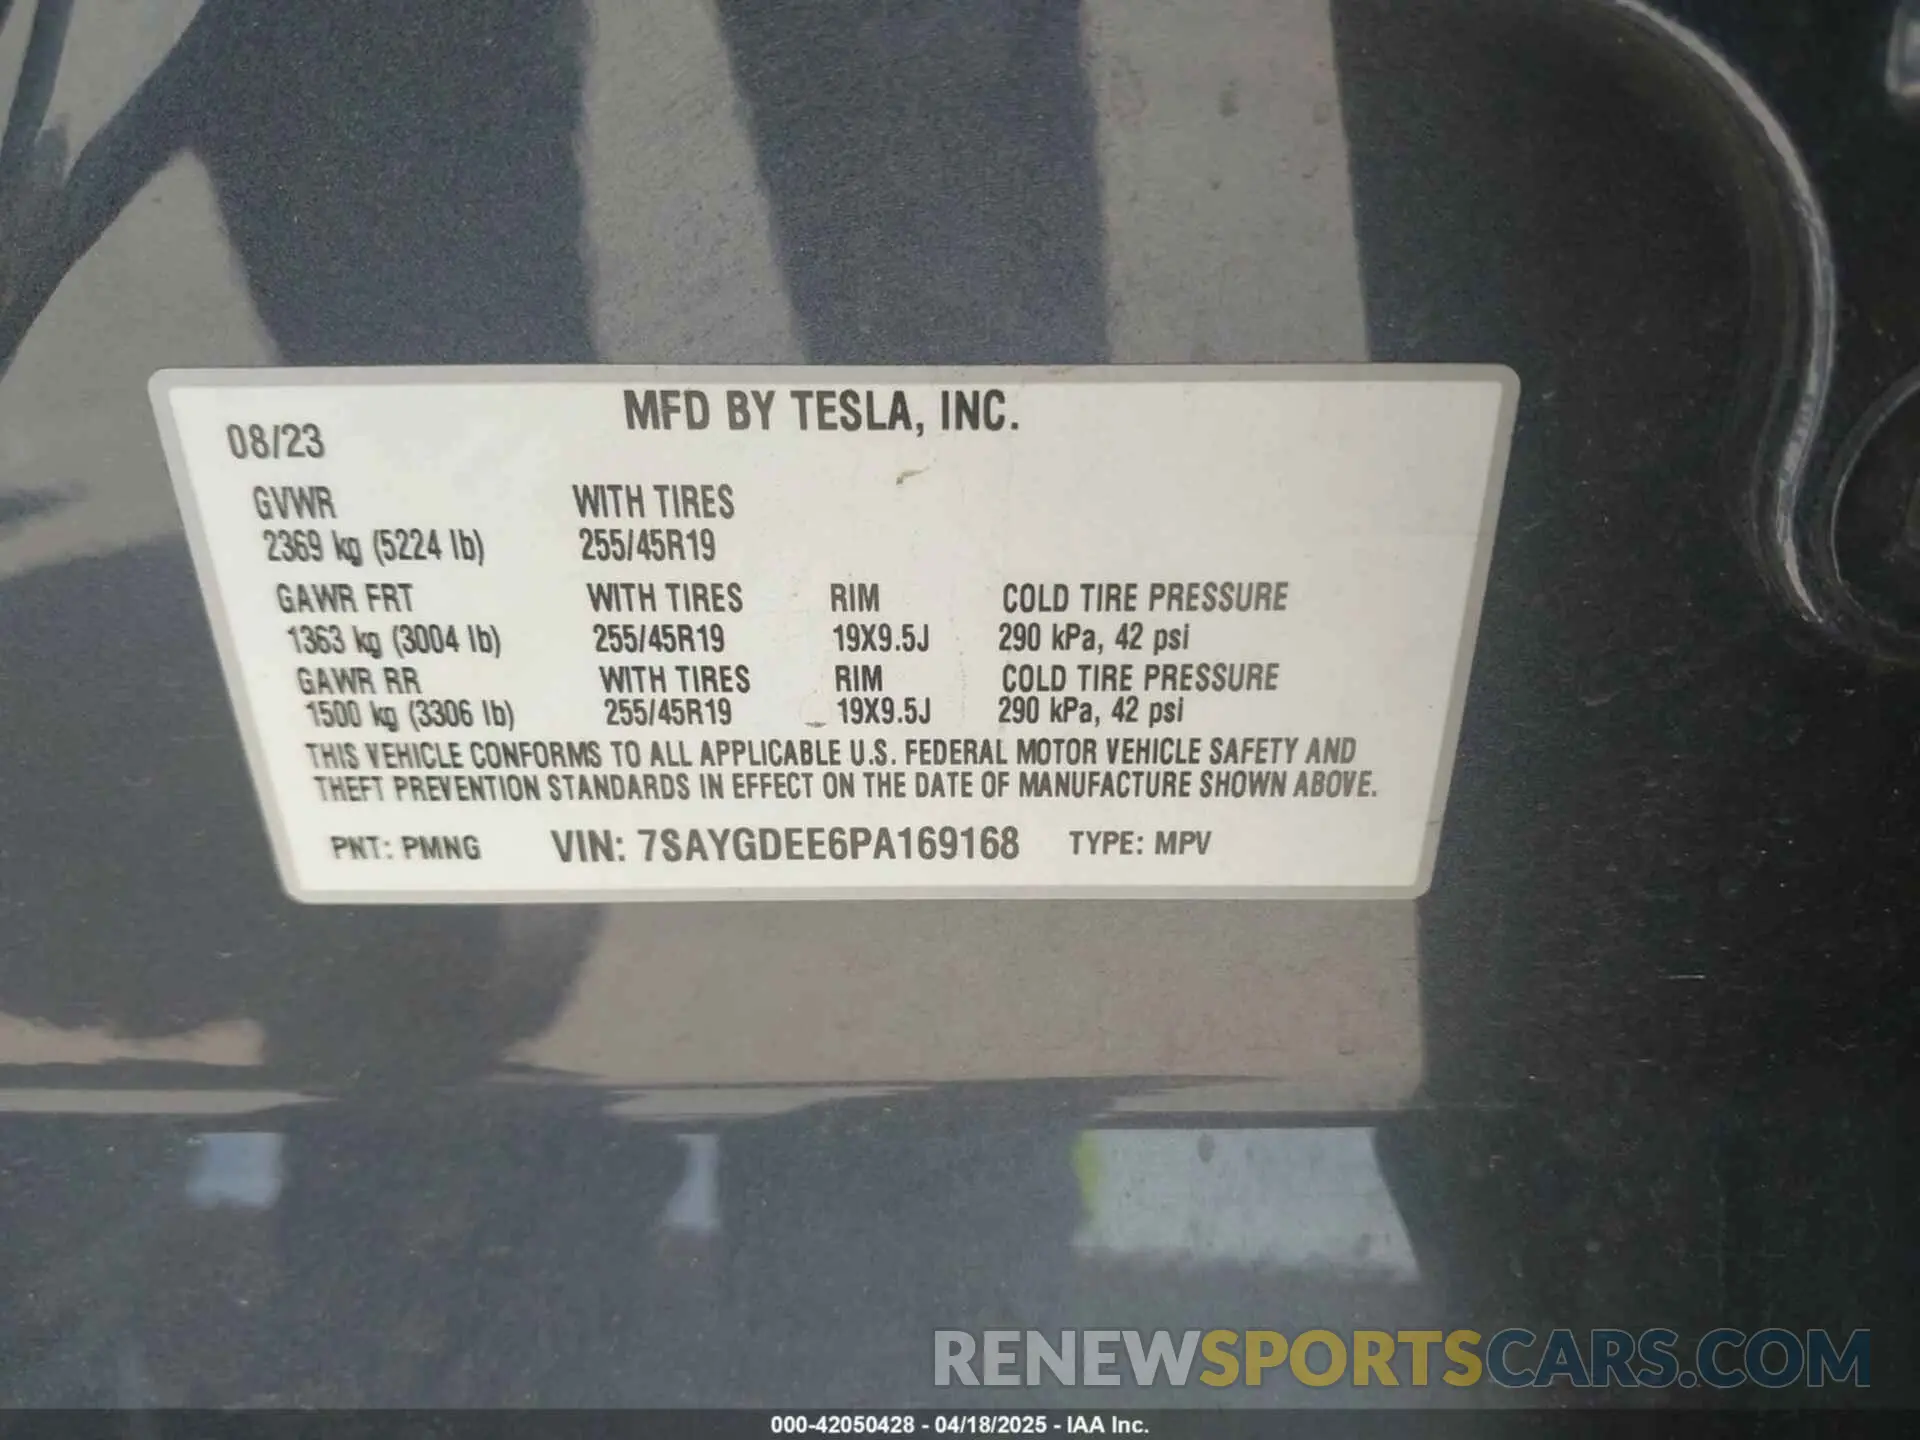 MFD BY TESLA, INC.
08/23
GVWR WITH TIRES
2369 kg (5224 lb) 255/45R19
GAWR FRT WITH TIRES RIM COLD TIRE PRESSURE
1363 kg (3004 lb) 255/45R19 19X9.5J 290 kPa, 42 psi
GAWR RR WITH TIRES RIM COLD TIRE PRESSURE
1500 kg (3306 lb) 255/45R19 19X9.5J 290 kPa, 42 psi
THIS VEHICLE CONFORMS TO ALL APPLICABLE U.S. FEDERAL MOTOR VEHICLE SAFETY AND
THEFT PREVENTION STANDARDS IN EFFECT ON THE DATE OF MANUFACTURE SHOWN ABOVE.
PNT: PMNG VIN: 7SAYGDEE6PA169168 TYPE: MPV
RENEWSPORTSCARS.COM
000-42050428 - 04/18/2025 - IAA Inc.